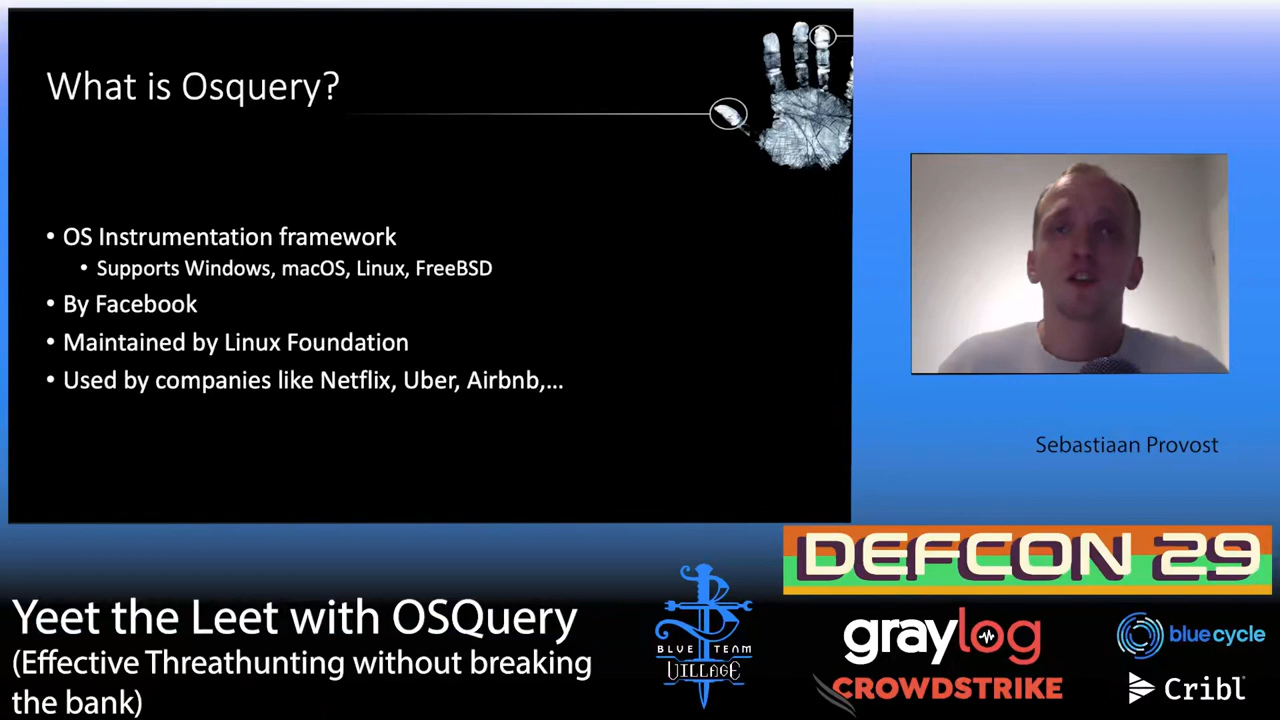 What is Osquery?
• OS Instrumentation framework
• Supports Windows, macOS, Linux, FreeBSD
• By Facebook
• Maintained by Linux Foundation
• Used by companies like Netflix, Uber, Airbnb,...
Sebastiaan Provost
DEFCON 29
Yeet the Leet with OSQuery
(Effective Threathunting without breaking
the bank)
BLUE TEAM
VILLAGE
graylog
blue cycle
CROWDSTRIKE
Cribl